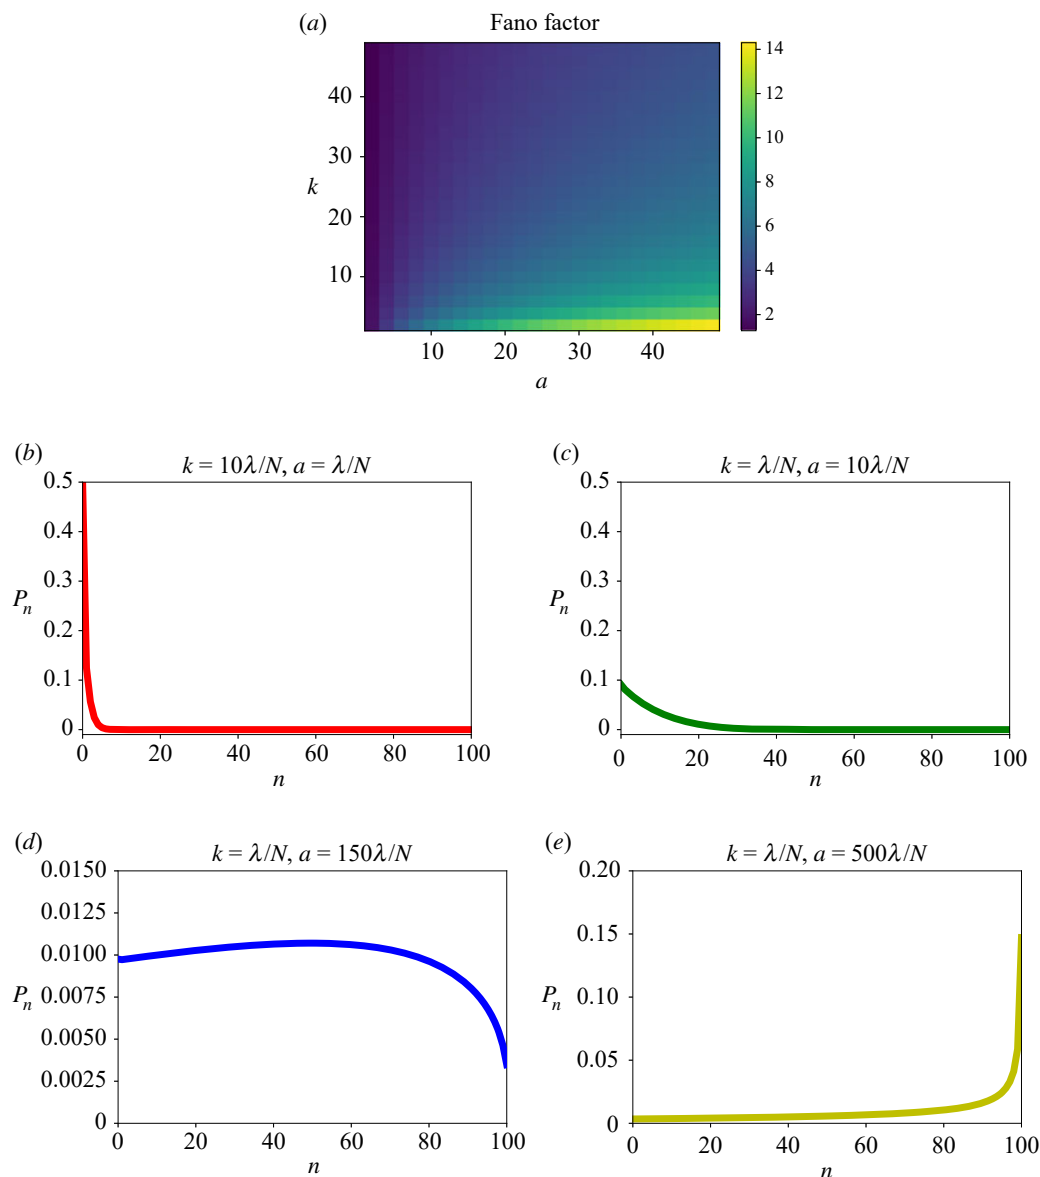 (a) Fano factor
14
12
10
8
6
4
2
k
40
30
20
10
10 20 30 40
a
(b) k = 10λ/N, a = λ/N
0.5
0.4
0.3
0.2
0.1
0
P_n
0 20 40 60 80 100
n
(c) k = λ/N, a = 10λ/N
0.5
0.4
0.3
0.2
0.1
0
P_n
0 20 40 60 80 100
n
(d) k = λ/N, a = 150λ/N
0.0150
0.0125
0.0100
0.0075
0.0050
0.0025
0
P_n
0 20 40 60 80 100
n
(e) k = λ/N, a = 500λ/N
0.20
0.15
0.10
0.05
0
P_n
0 20 40 60 80 100
n